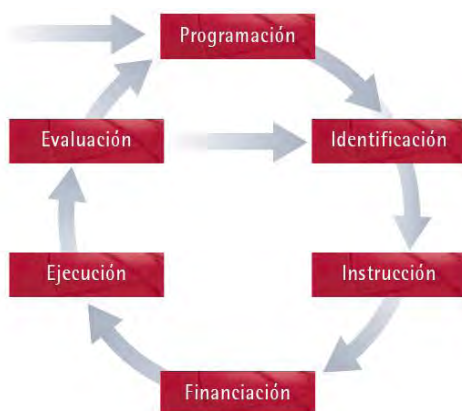 Programación
Evaluación
Identificación
Ejecución
Instrucción
Financiación